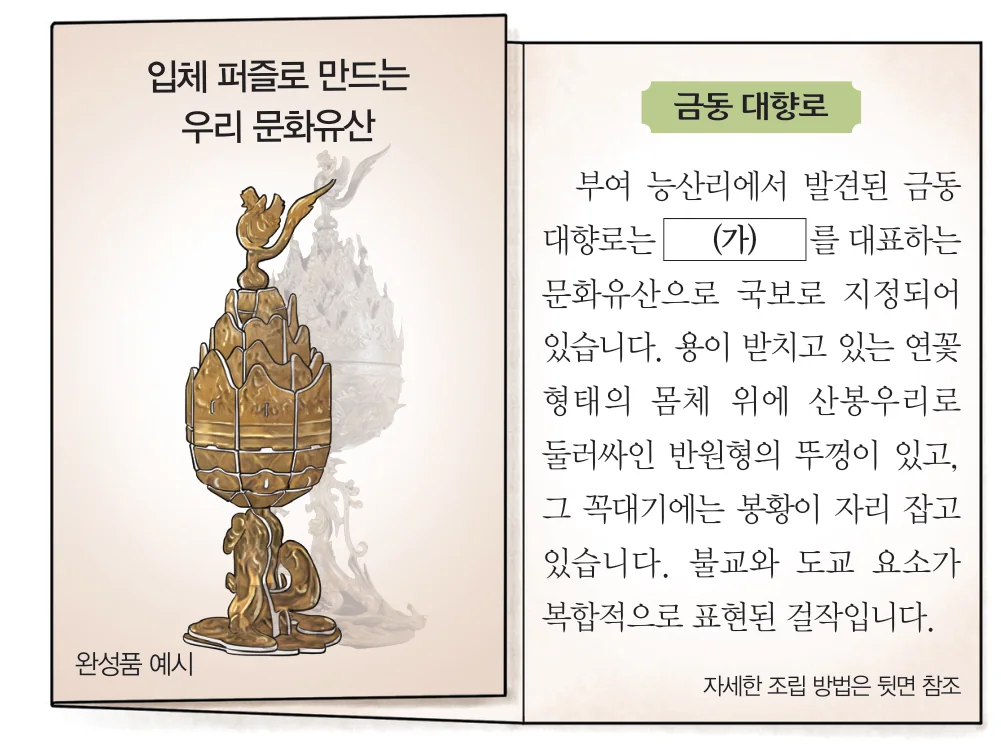 입체 퍼즐로 만드는
우리 문화유산
완성품 예시
금동 대향로
부여 능산리에서 발견된 금동
대향로는 (가) 를 대표하는
문화유산으로 국보로 지정되어
있습니다. 용이 받치고 있는 연꽃
형태의 몸체 위에 산봉우리로
둘러싸인 반원형의 뚜껑이 있고,
그 꼭대기에는 봉황이 자리 잡고
있습니다. 불교와 도교 요소가
복합적으로 표현된 걸작입니다.
자세한 조립 방법은 뒷면 참조